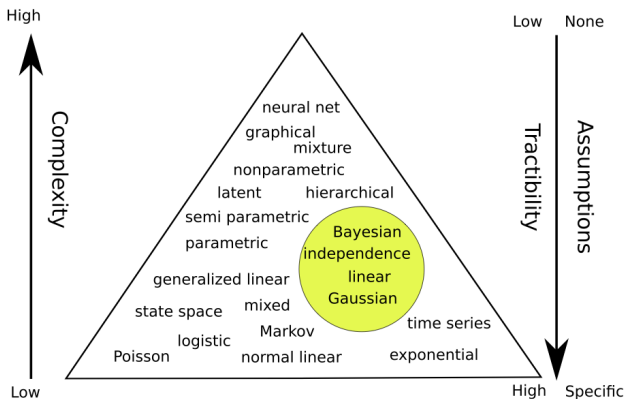 High
Low None
Complexity
Tractibility
Assumptions
neural net
graphical
mixture
nonparametric
latent hierarchical
semi parametric
parametric
Bayesian
independence
linear
Gaussian
generalized linear
state space mixed
Markov time series
logistic
Poisson normal linear exponential
Low
High Specific